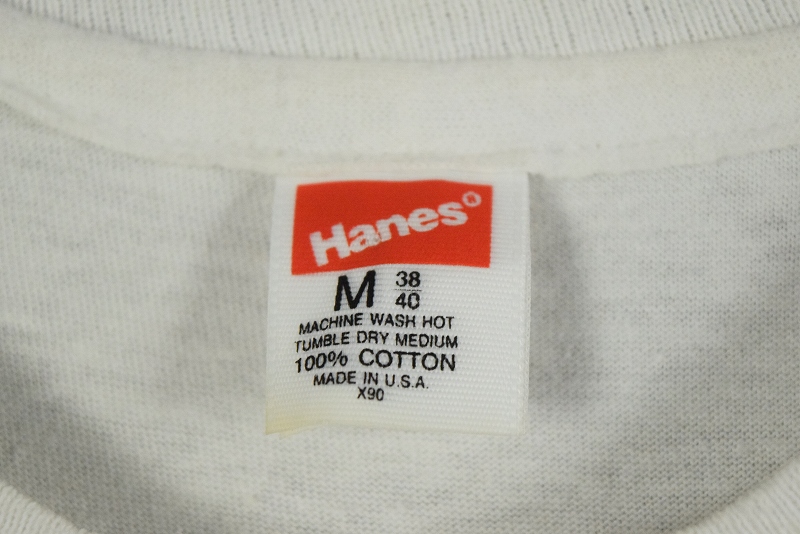 Hanes®
M 38/40
MACHINE WASH HOT
TUMBLE DRY MEDIUM
100% COTTON
MADE IN U.S.A.
X90